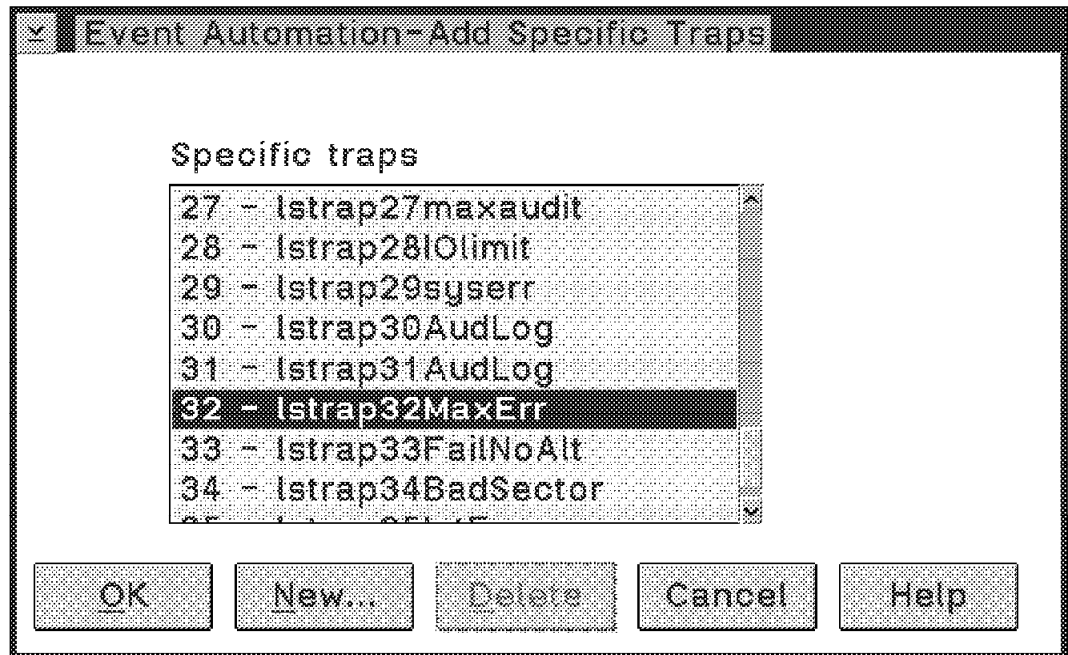 Event Automation-Add Specific Traps
Specific traps
27 - lstrap27maxaudit
28 - lstrap28IOlimit
29 - lstrap29syserr
30 - lstrap30AudLog
31 - lstrap31AudLog
32 - lstrap32MaxErr
33 - lstrap33FailNoAlt
34 - lstrap34BadSector
OK New... Delete Cancel Help